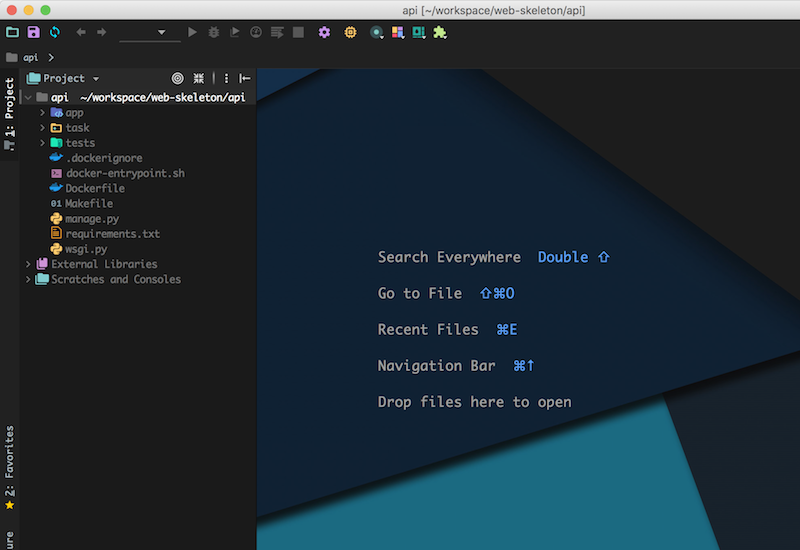 api [~/workspace/web-skeleton/api]
api
1: Project
Project
api ~/workspace/web-skeleton/api
app
task
tests
.dockerignore
docker-entrypoint.sh
Dockerfile
01 Makefile
manage.py
requirements.txt
wsgi.py
External Libraries
Scratches and Consoles
Search Everywhere Double ⇧
Go to File ⇧⌘O
Recent Files ⌘E
Navigation Bar ⌘↑
Drop files here to open
2: Favorites
ure